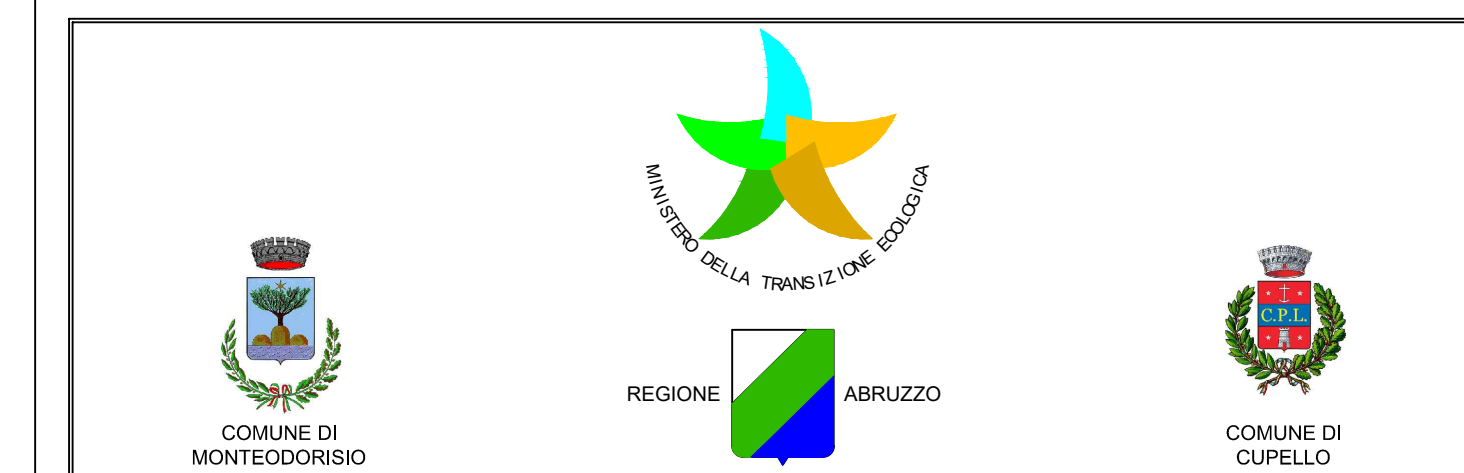 MINISTERO DELLA TRANSIZIONE ECOLOGICA
REGIONE ABRUZZO
COMUNE DI
MONTEODORISIO
C.P.L.
COMUNE DI
CUPELLO